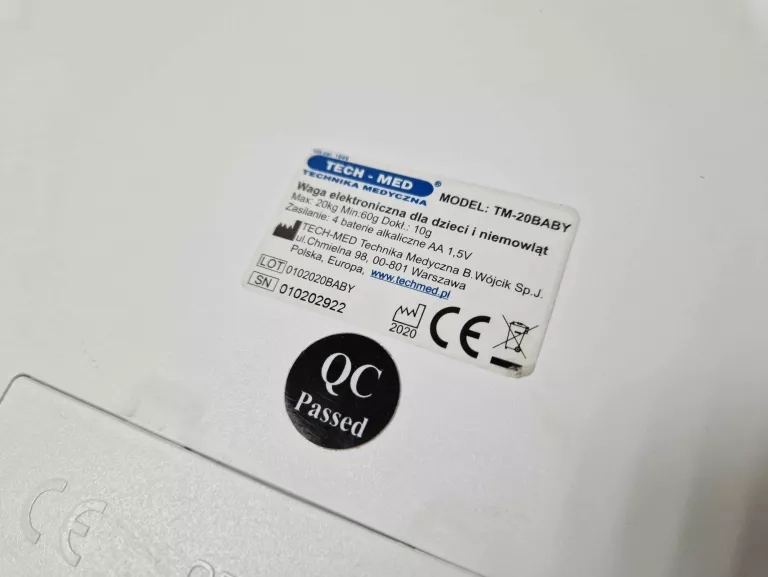 TECH - MED ®
TECHNIKA MEDYCZNA
MODEL: TM-20BABY
Waga elektroniczna dla dzieci i niemowląt
Max: 20kg Min:60g Dokł.: 10g
Zasilanie: 4 baterie alkaliczne AA 1,5V
TECH-MED Technika Medyczna B.Wójcik Sp.J.
ul.Chmielna 98, 00-801 Warszawa
Polska, Europa, www.techmed.pl
LOT 0102020BABY
SN 010202922
2020
CE
QC
Passed
CE